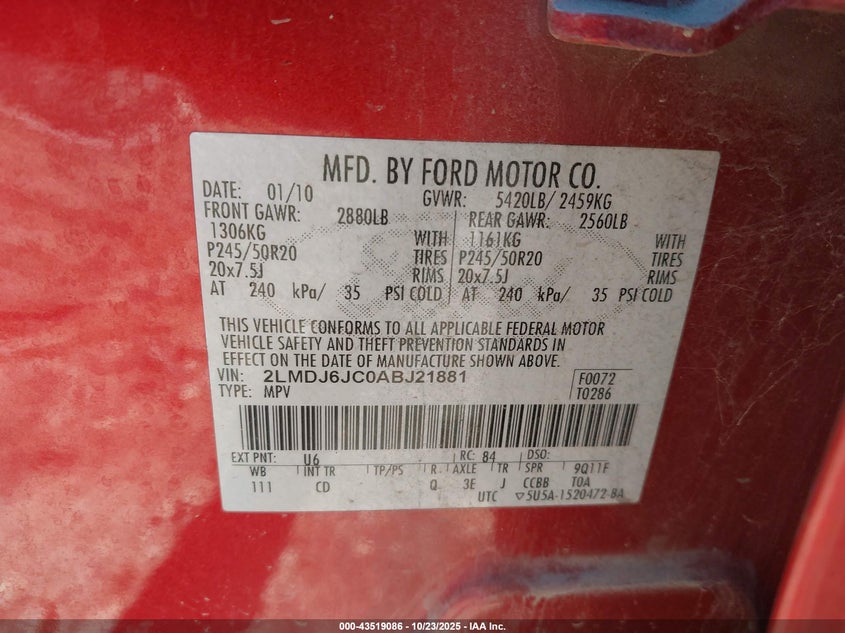 MFD. BY FORD MOTOR CO.
DATE: 01/10 GVWR: 5420LB/ 2459KG
FRONT GAWR: 2880LB REAR GAWR: 2560LB
1306KG WITH 1161KG WITH
P245/50R20 TIRES P245/50R20 TIRES
20x7.5J RIMS 20x7.5J RIMS
AT 240 kPa/ 35 PSI COLD AT 240 kPa/ 35 PSI COLD
THIS VEHICLE CONFORMS TO ALL APPLICABLE FEDERAL MOTOR
VEHICLE SAFETY AND THEFT PREVENTION STANDARDS IN
EFFECT ON THE DATE OF MANUFACTURE SHOWN ABOVE.
VIN: 2LMDJ6JC0ABJ21881 F0072
TYPE: MPV T0286
EXT PNT: U6 RC: 84 DSO:
WB INT TR TP/PS R AXLE TR SPR 9Q11F
111 CD Q 3E J CCBB TOA
UTC ▽5U5A-1520472-BA
000-43519086 - 10/23/2025 - IAA Inc.